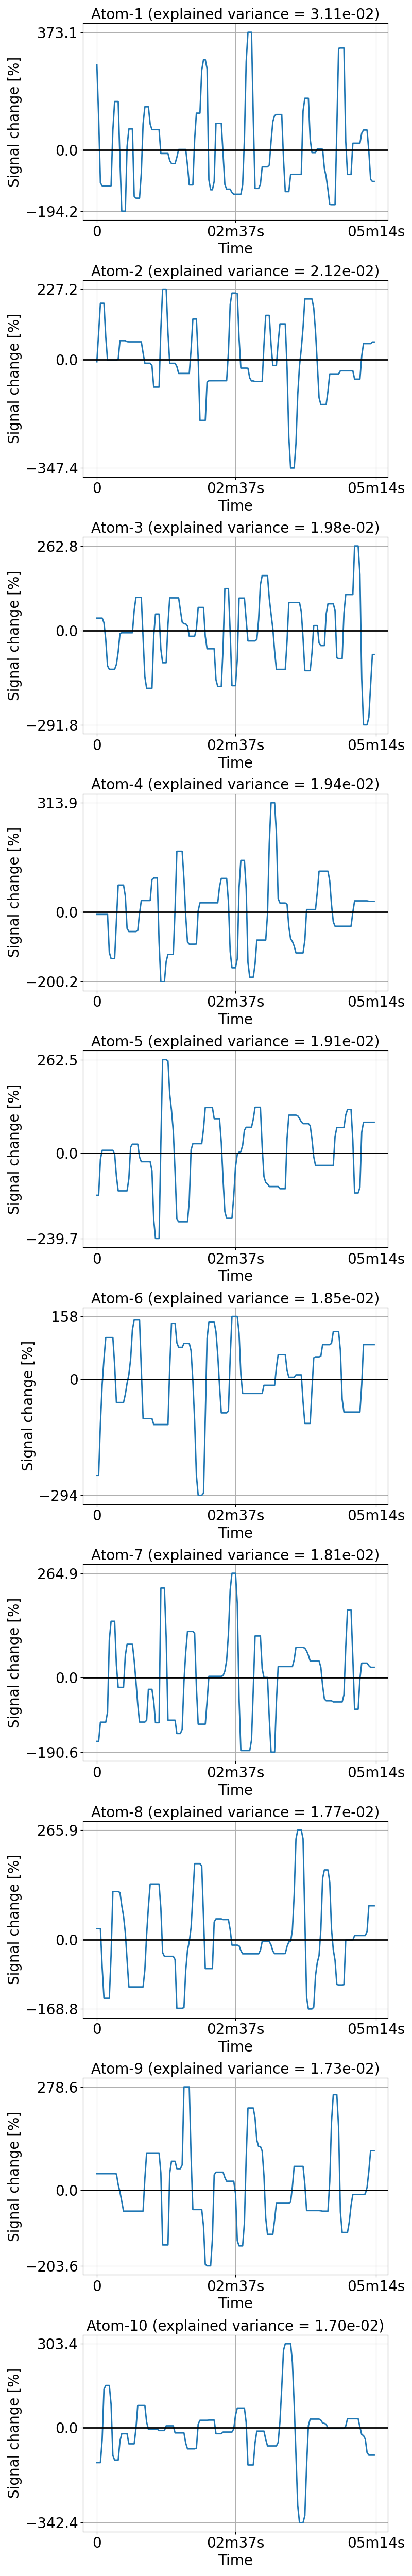 Atom-1 (explained variance = 3.11e-02)
373.1
0.0
−194.2
Signal change [%]
0 02m37s 05m14s
Time
Atom-2 (explained variance = 2.12e-02)
227.2
0.0
−347.4
Signal change [%]
0 02m37s 05m14s
Time
Atom-3 (explained variance = 1.98e-02)
262.8
0.0
−291.8
Signal change [%]
0 02m37s 05m14s
Time
Atom-4 (explained variance = 1.94e-02)
313.9
0.0
−200.2
Signal change [%]
0 02m37s 05m14s
Time
Atom-5 (explained variance = 1.91e-02)
262.5
0.0
−239.7
Signal change [%]
0 02m37s 05m14s
Time
Atom-6 (explained variance = 1.85e-02)
158
0
−294
Signal change [%]
0 02m37s 05m14s
Time
Atom-7 (explained variance = 1.81e-02)
264.9
0.0
−190.6
Signal change [%]
0 02m37s 05m14s
Time
Atom-8 (explained variance = 1.77e-02)
265.9
0.0
−168.8
Signal change [%]
0 02m37s 05m14s
Time
Atom-9 (explained variance = 1.73e-02)
278.6
0.0
−203.6
Signal change [%]
0 02m37s 05m14s
Time
Atom-10 (explained variance = 1.70e-02)
303.4
0.0
−342.4
Signal change [%]
0 02m37s 05m14s
Time